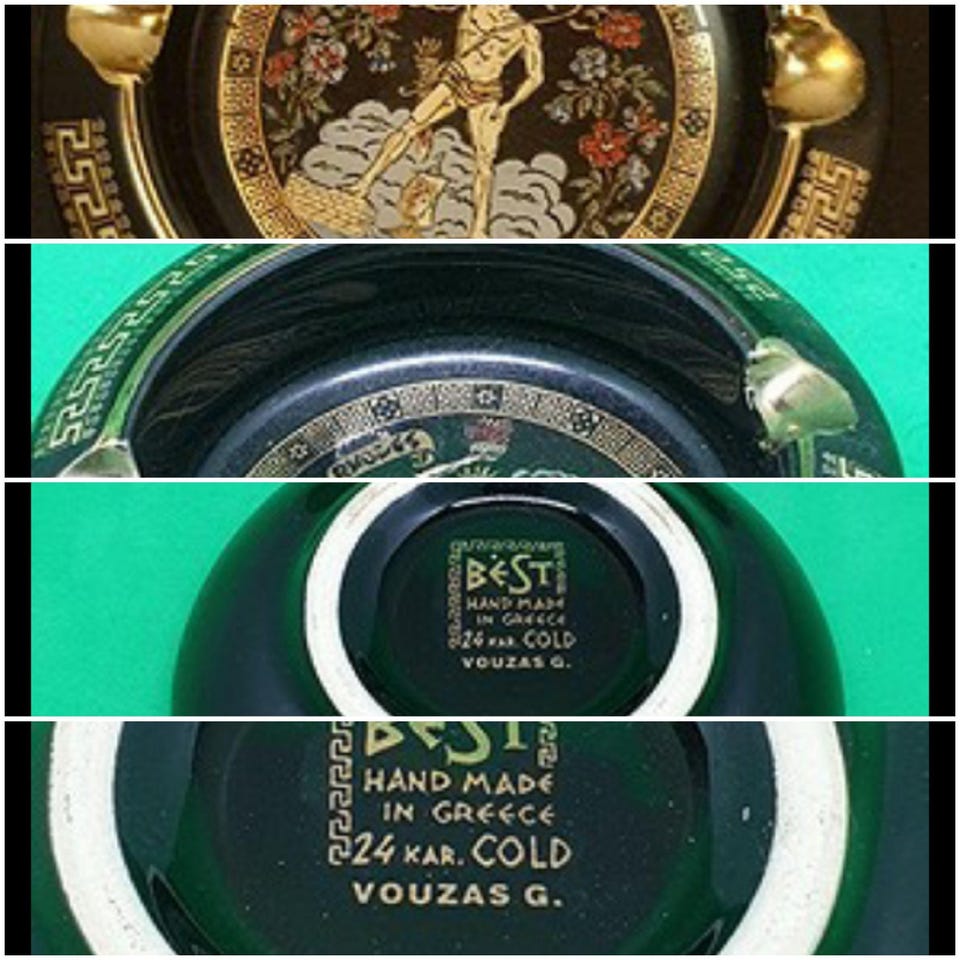 BEST
HAND MADE
IN GREECE
24 KAR. COLD
VOUZAS G.
BEST
HAND MADE
IN GREECE
24 KAR. COLD
VOUZAS G.